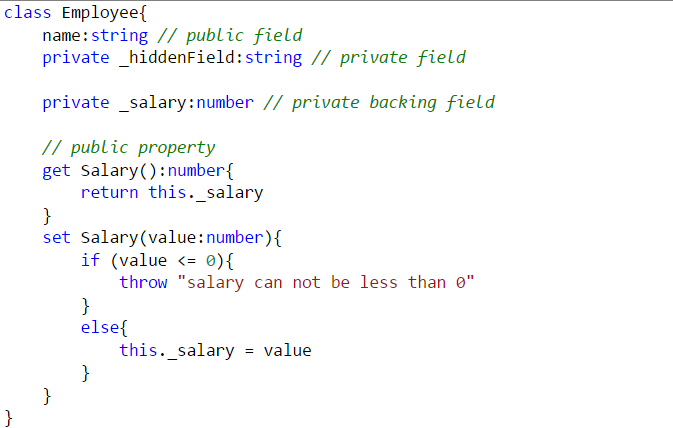 class Employee{
name:string // public field
private _hiddenField:string // private field
private _salary:number // private backing field
// public property
get Salary():number{
return this._salary
}
set Salary(value:number){
if (value <= 0){
throw "salary can not be less than 0"
}
else{
this._salary = value
}
}
}